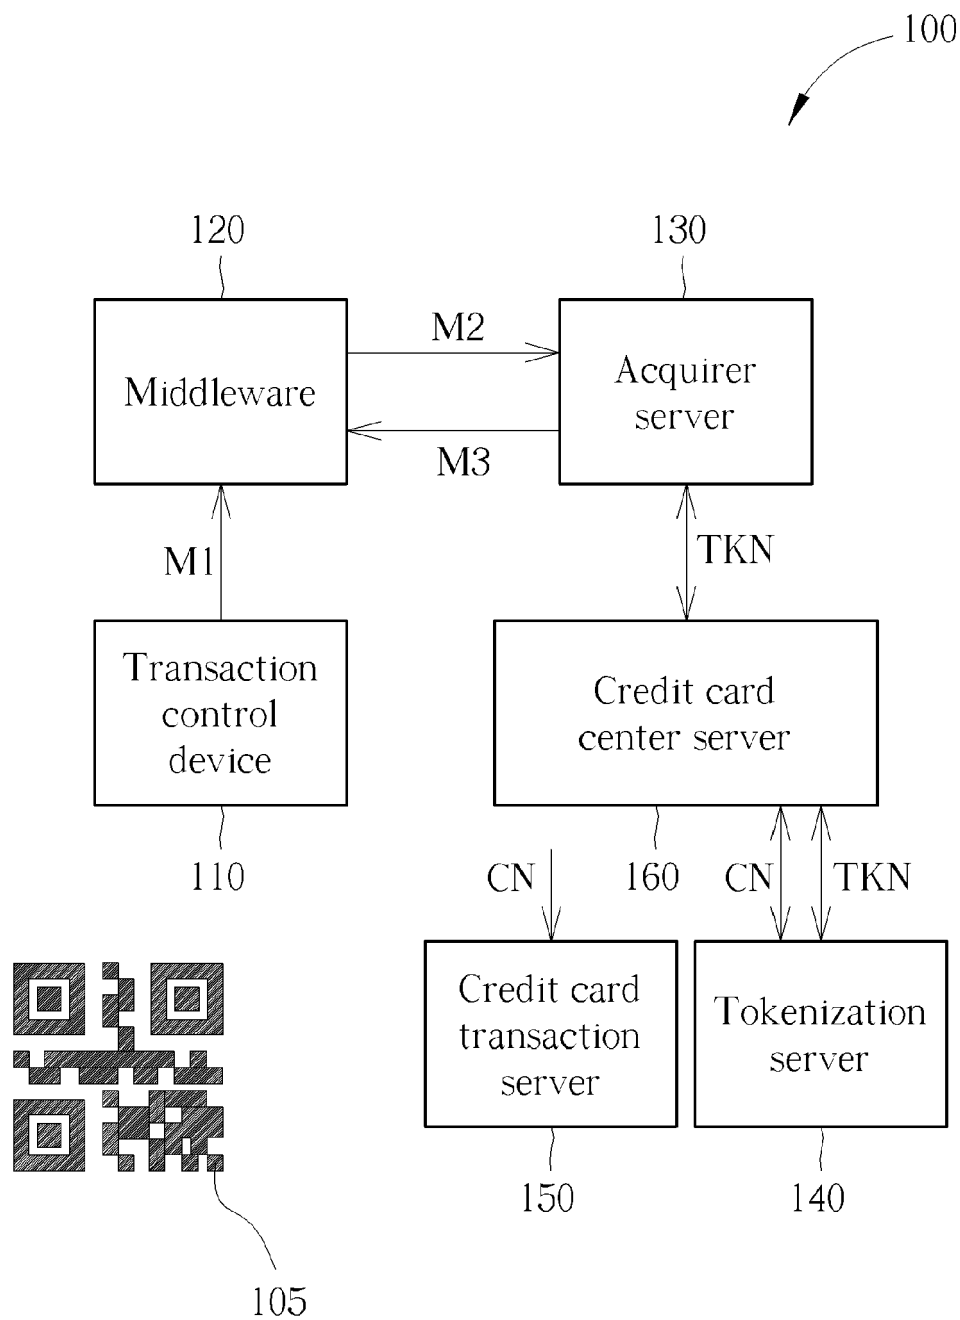 100
120
130
M2
Middleware
Acquirer
server
M3
M1
TKN
Transaction
control
device
Credit card
center server
110
CN
160
CN
TKN
Credit card
transaction
server
Tokenization
server
150
140
105